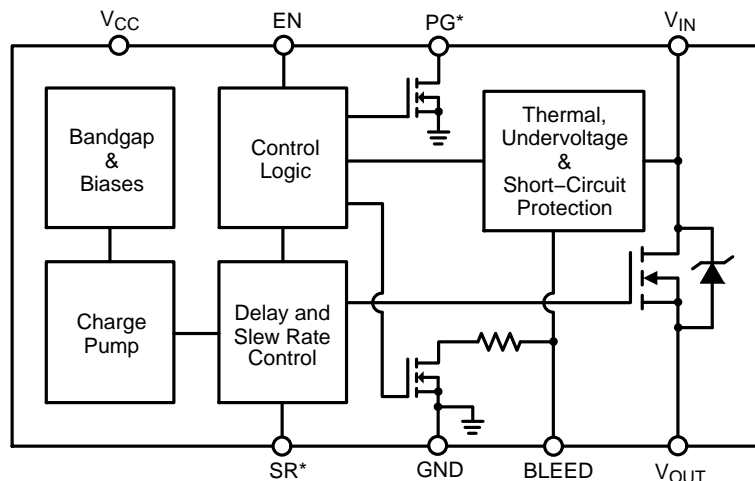 VCC
EN
PG*
VIN
Bandgap
&
Biases
Control
Logic
Thermal,
Undervoltage
&
Short−Circuit
Protection
Charge
Pump
Delay and
Slew Rate
Control
SR*
GND
BLEED
VOUT